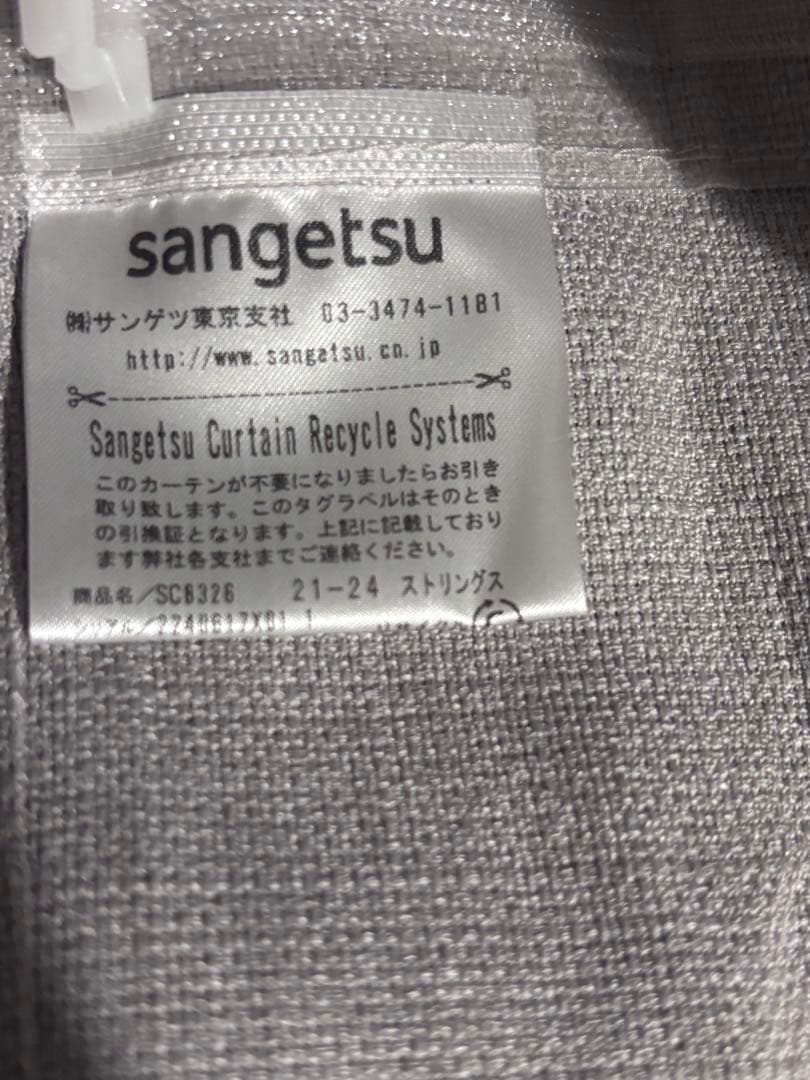 sangetsu
㈱サンゲツ東京支社 03-3474-1181
http://www.sangetsu.co.jp
Sangetsu Curtain Recycle Systems
このカーテンが不要になりましたらお引き
取り致します。このタグラベルはそのとき
の引換証となります。上記に記載しており
ます弊社各支社までご連絡ください。
商品名／SC8326 21-24 ストリングス
シリアル／